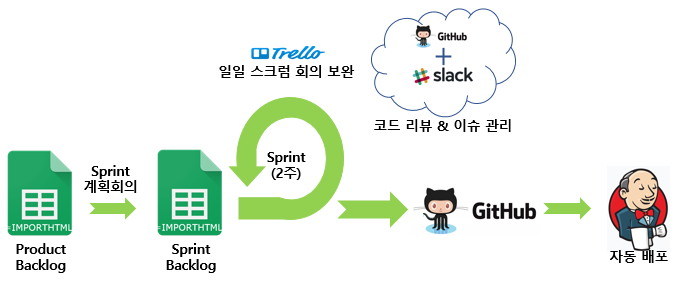 Trello
일일 스크럼 회의 보완
GitHub
+
slack
코드 리뷰 & 이슈 관리
Sprint
계획회의
Sprint
(2주)
=IMPORTHTML
Product
Backlog
=IMPORTHTML
Sprint
Backlog
GitHub
자동 배포